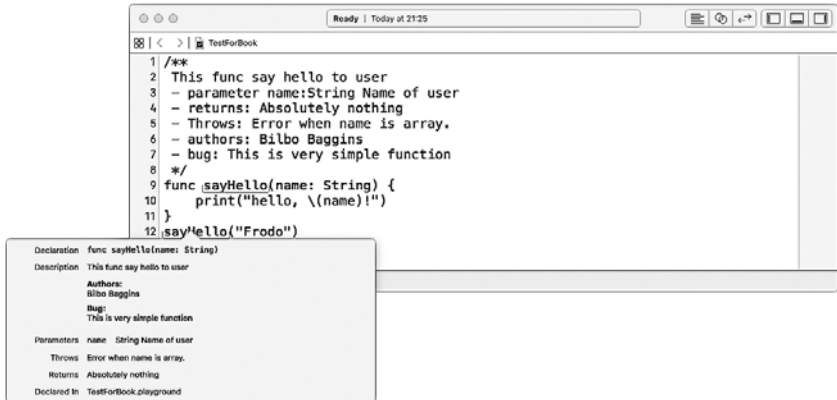 Ready | Today at 21:25
TestForBook
1 /**
2 This func say hello to user
3 - parameter name:String Name of user
4 - returns: Absolutely nothing
5 - Throws: Error when name is array.
6 - authors: Bilbo Baggins
7 - bug: This is very simple function
8 */
9 func sayHello(name: String) {
10 print("hello, \(name)!")
11 }
12 sayHello("Frodo")
Declaration func sayHello(name: String)
Description This func say hello to user
Authors:
Bilbo Baggins
Bug:
This is very simple function
Parameters name String Name of user
Throws Error when name is array.
Returns Absolutely nothing
Declared In TestForBook.playground